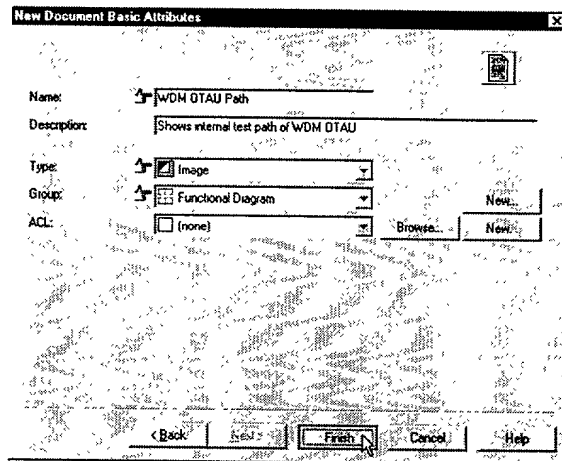 New Document Basic Attributes
Name: WDM OTAU Path
Description: Shows internal test path of WDM OTAU
Type: Image
Group: Functional Diagram New...
ACL: (none) Browse... New...
< Back Next > Finish Cancel Help